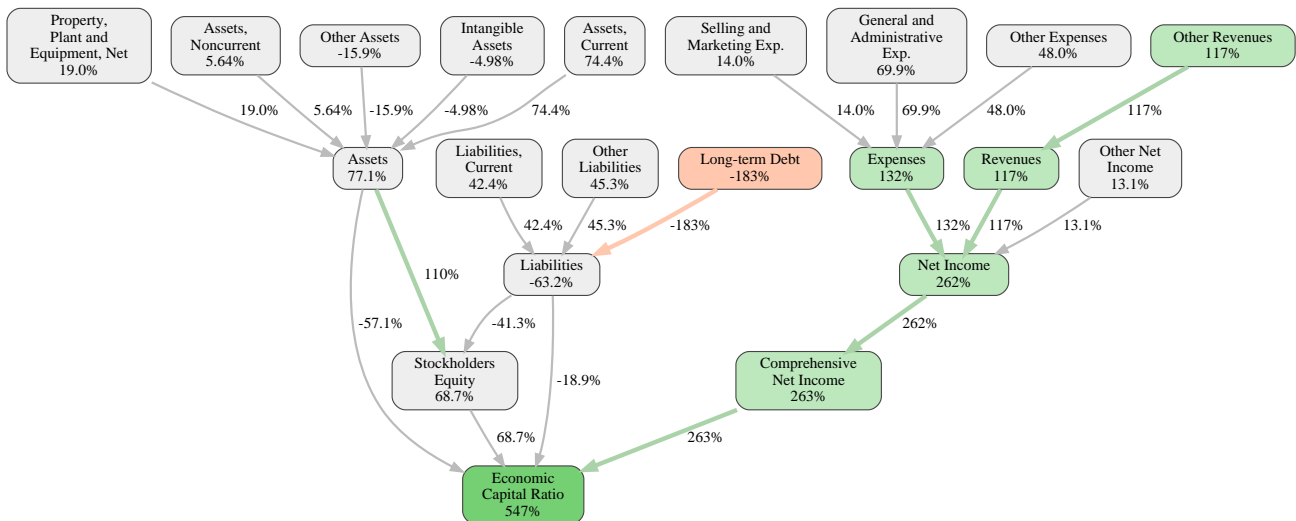 Property,
Plant and
Equipment, Net
19.0%
Assets,
Noncurrent
5.64%
Other Assets
-15.9%
Intangible
Assets
-4.98%
Assets,
Current
74.4%
Selling and
Marketing Exp.
14.0%
General and
Administrative
Exp.
69.9%
Other Expenses
48.0%
Other Revenues
117%
19.0%
5.64%
-15.9%
-4.98%
74.4%
14.0%
69.9%
48.0%
117%
Assets
77.1%
Liabilities,
Current
42.4%
Other
Liabilities
45.3%
Long-term Debt
-183%
Expenses
132%
Revenues
117%
Other Net
Income
13.1%
42.4%
45.3%
-183%
132%
117%
13.1%
110%
Liabilities
-63.2%
Net Income
262%
-57.1%
-41.3%
262%
Stockholders
Equity
68.7%
-18.9%
Comprehensive
Net Income
263%
68.7%
263%
Economic
Capital Ratio
547%